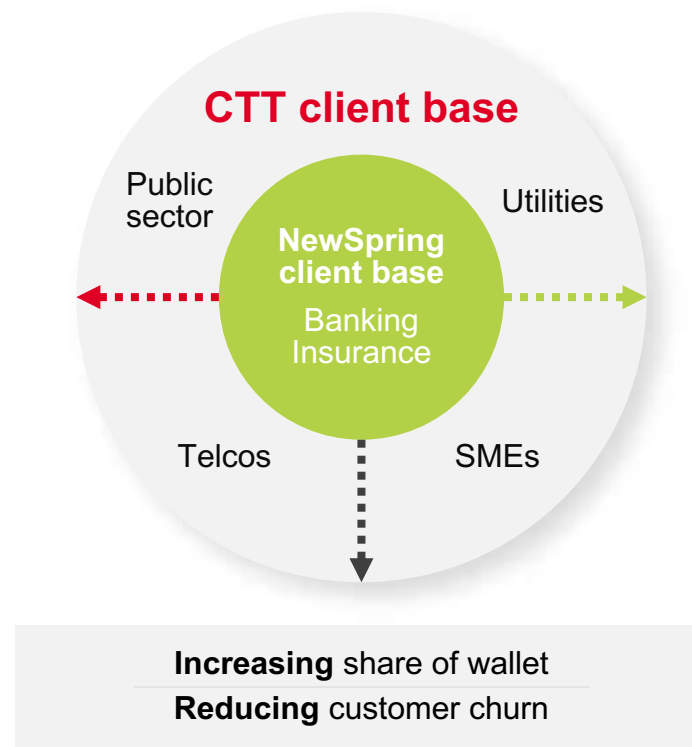 CTT client base
Public
sector
Utilities
NewSpring
client base
Banking
Insurance
Telcos
SMEs
Increasing share of wallet
Reducing customer churn